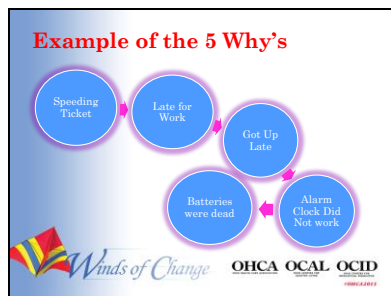 Example of the 5 Why's
Speeding
Ticket
Late for
Work
Got Up
Late
Alarm
Clock Did
Not work
Batteries
were dead
Winds of Change
OHCA OCAL OCID
#OHCA2013